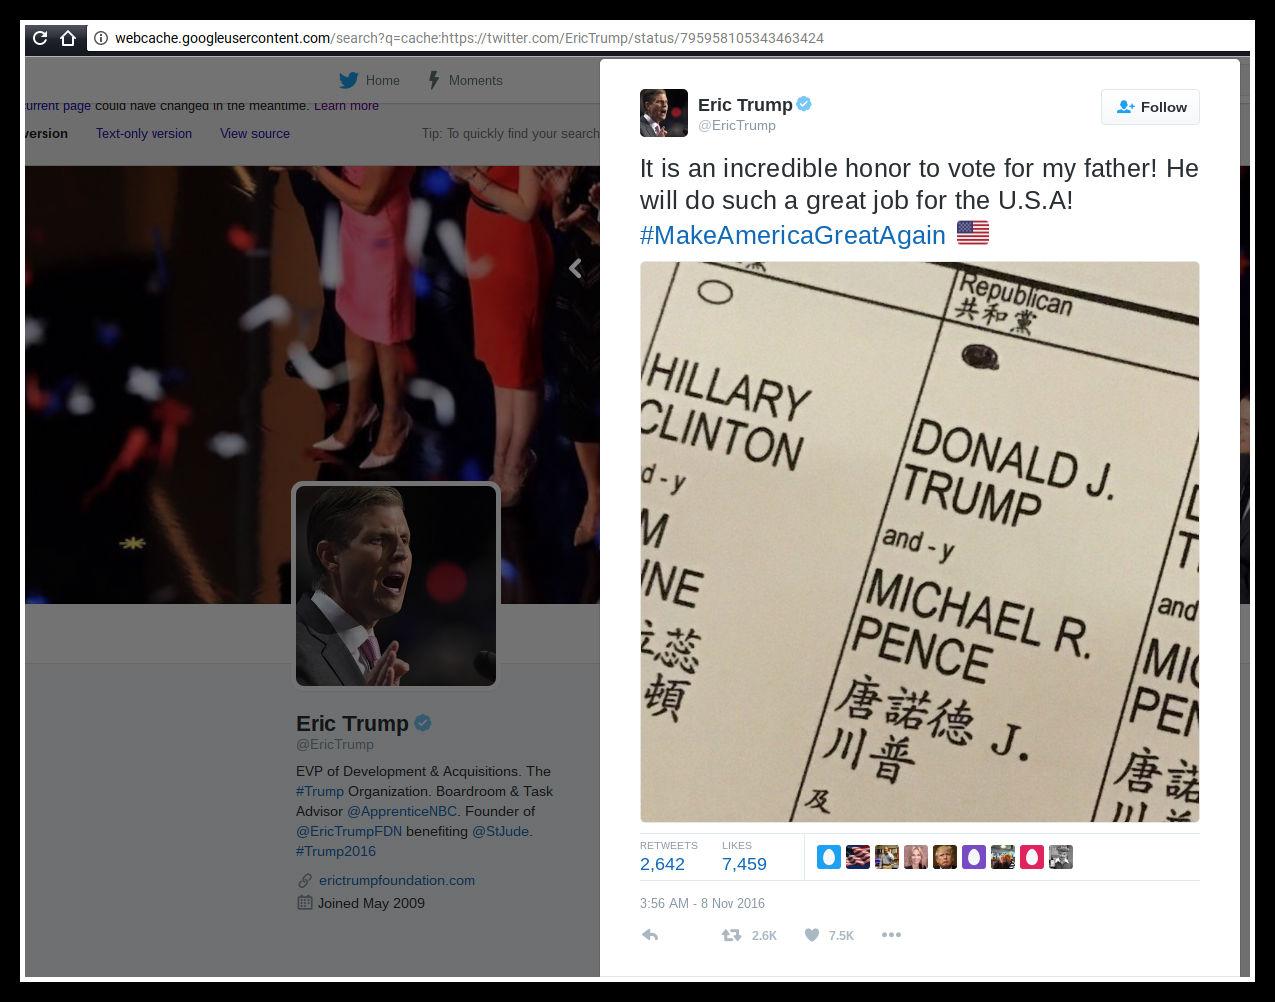 webcache.googleusercontent.com/search?q=cache:https://twitter.com/EricTrump/status/795958105343463424
Home Moments
current page could have changed in the meantime. Learn more
version Text-only version View source Tip: To quickly find your search
Eric Trump
@EricTrump
EVP of Development & Acquisitions. The
#Trump Organization. Boardroom & Task
Advisor @ApprenticeNBC. Founder of
@EricTrumpFDN benefiting @StJude.
#Trump2016
erictrumpfoundation.com
Joined May 2009
Eric Trump
@EricTrump
Follow
It is an incredible honor to vote for my father! He
will do such a great job for the U.S.A!
#MakeAmericaGreatAgain
HILLARY
CLINTON
d - y
M
NE
蕊
頓
Republican
共和黨
DONALD J.
TRUMP
and - y
MICHAEL R.
PENCE
唐諾德 J.
川普
及
T
and
MIC
PEN
唐諾
川
RETWEETS LIKES
2,642 7,459
3:56 AM - 8 Nov 2016
2.6K 7.5K